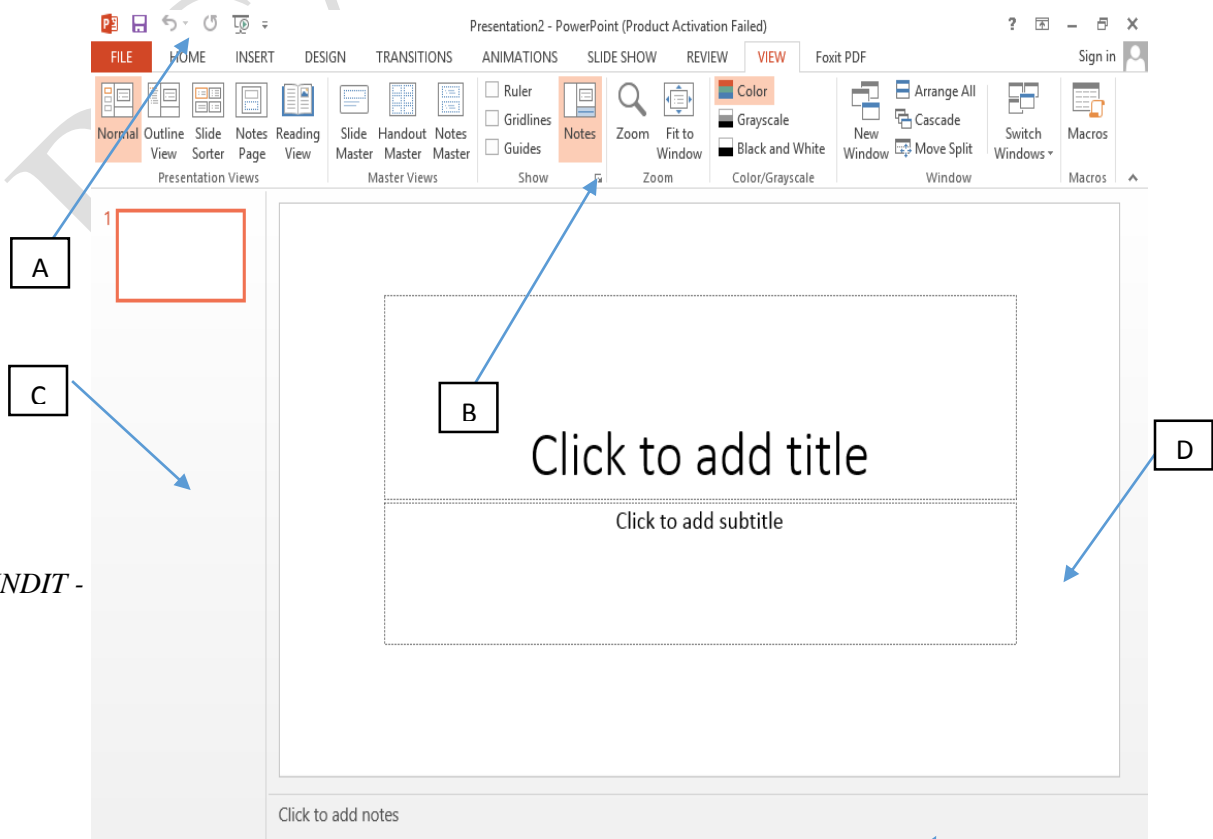 Presentation2 - PowerPoint (Product Activation Failed)
FILE HOME INSERT DESIGN TRANSITIONS ANIMATIONS SLIDE SHOW REVIEW VIEW Foxit PDF Sign in
Normal
Outline View
Slide Sorter
Notes Page
Reading View
Presentation Views
Slide Master
Handout Master
Notes Master
Master Views
Ruler
Gridlines
Guides
Notes
Show
Zoom
Fit to Window
Zoom
Color
Grayscale
Black and White
Color/Grayscale
New Window
Arrange All
Cascade
Move Split
Switch Windows
Window
Macros
Macros
1
A
C
B
D
Click to add title
Click to add subtitle
NDIT -
Click to add notes